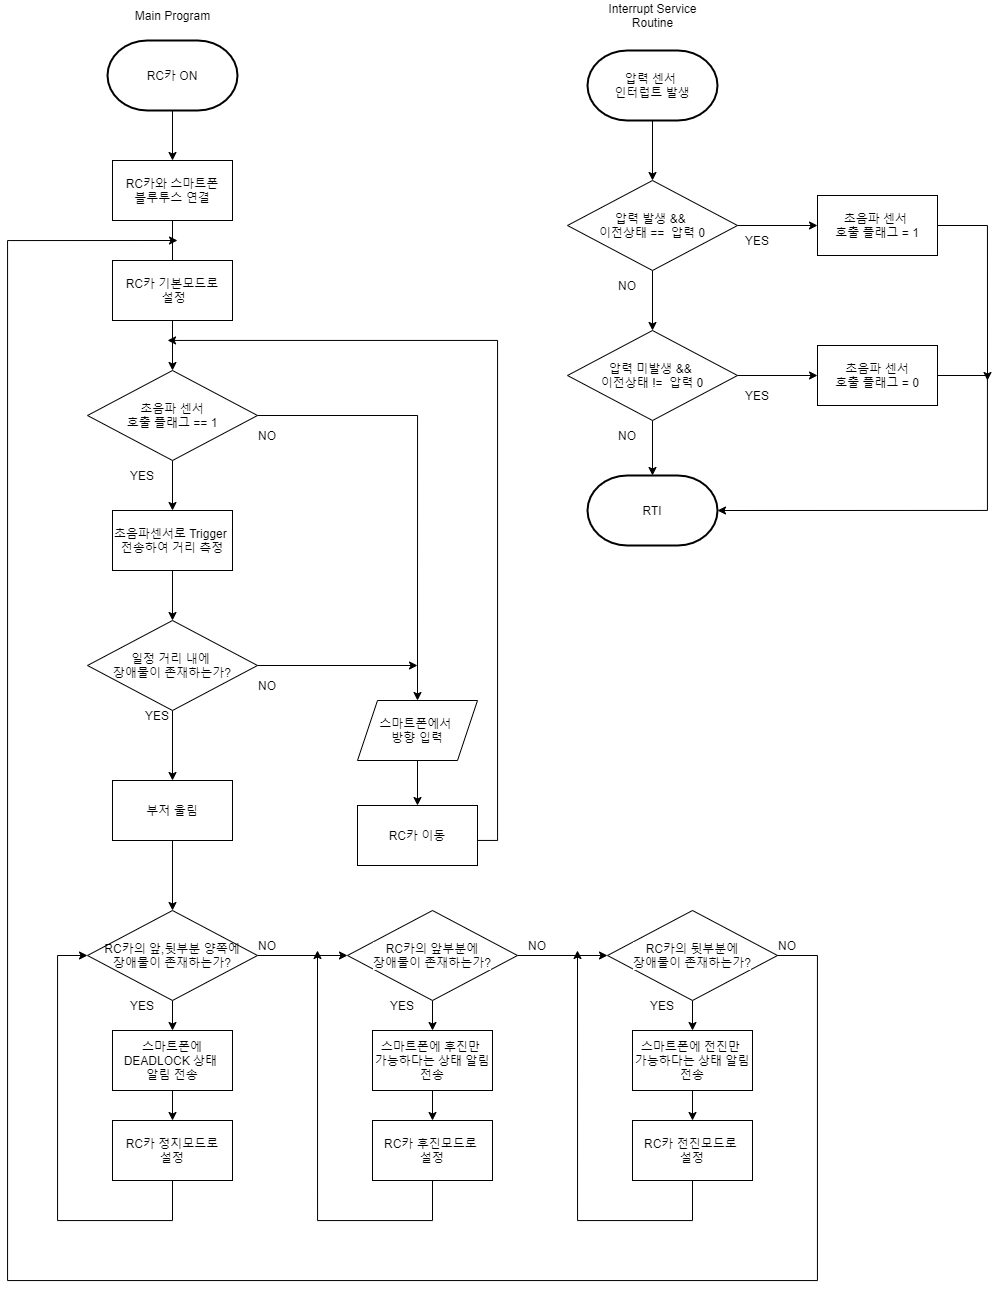 Main Program
RC카 ON
RC카와 스마트폰
블루투스 연결
RC카 기본모드로
설정
초음파 센서
호출 플래그 == 1
NO
YES
초음파센서로 Trigger
전송하여 거리 측정
일정 거리 내에
장애물이 존재하는가?
NO
YES
스마트폰에서
방향 입력
부저 울림
RC카 이동
RC카의 앞,뒷부분 양쪽에
장애물이 존재하는가?
NO
YES
스마트폰에
DEADLOCK 상태
알림 전송
RC카 정지모드로
설정
RC카의 앞부분에
장애물이 존재하는가?
NO
YES
스마트폰에 후진만
가능하다는 상태 알림
전송
RC카 후진모드로
설정
RC카의 뒷부분에
장애물이 존재하는가?
NO
YES
스마트폰에 전진만
가능하다는 상태 알림
전송
RC카 전진모드로
설정
Interrupt Service
Routine
압력 센서
인터럽트 발생
압력 발생 &&
이전상태 == 압력 0
YES
NO
초음파 센서
호출 플래그 = 1
압력 미발생 &&
이전상태 != 압력 0
YES
NO
초음파 센서
호출 플래그 = 0
RTI